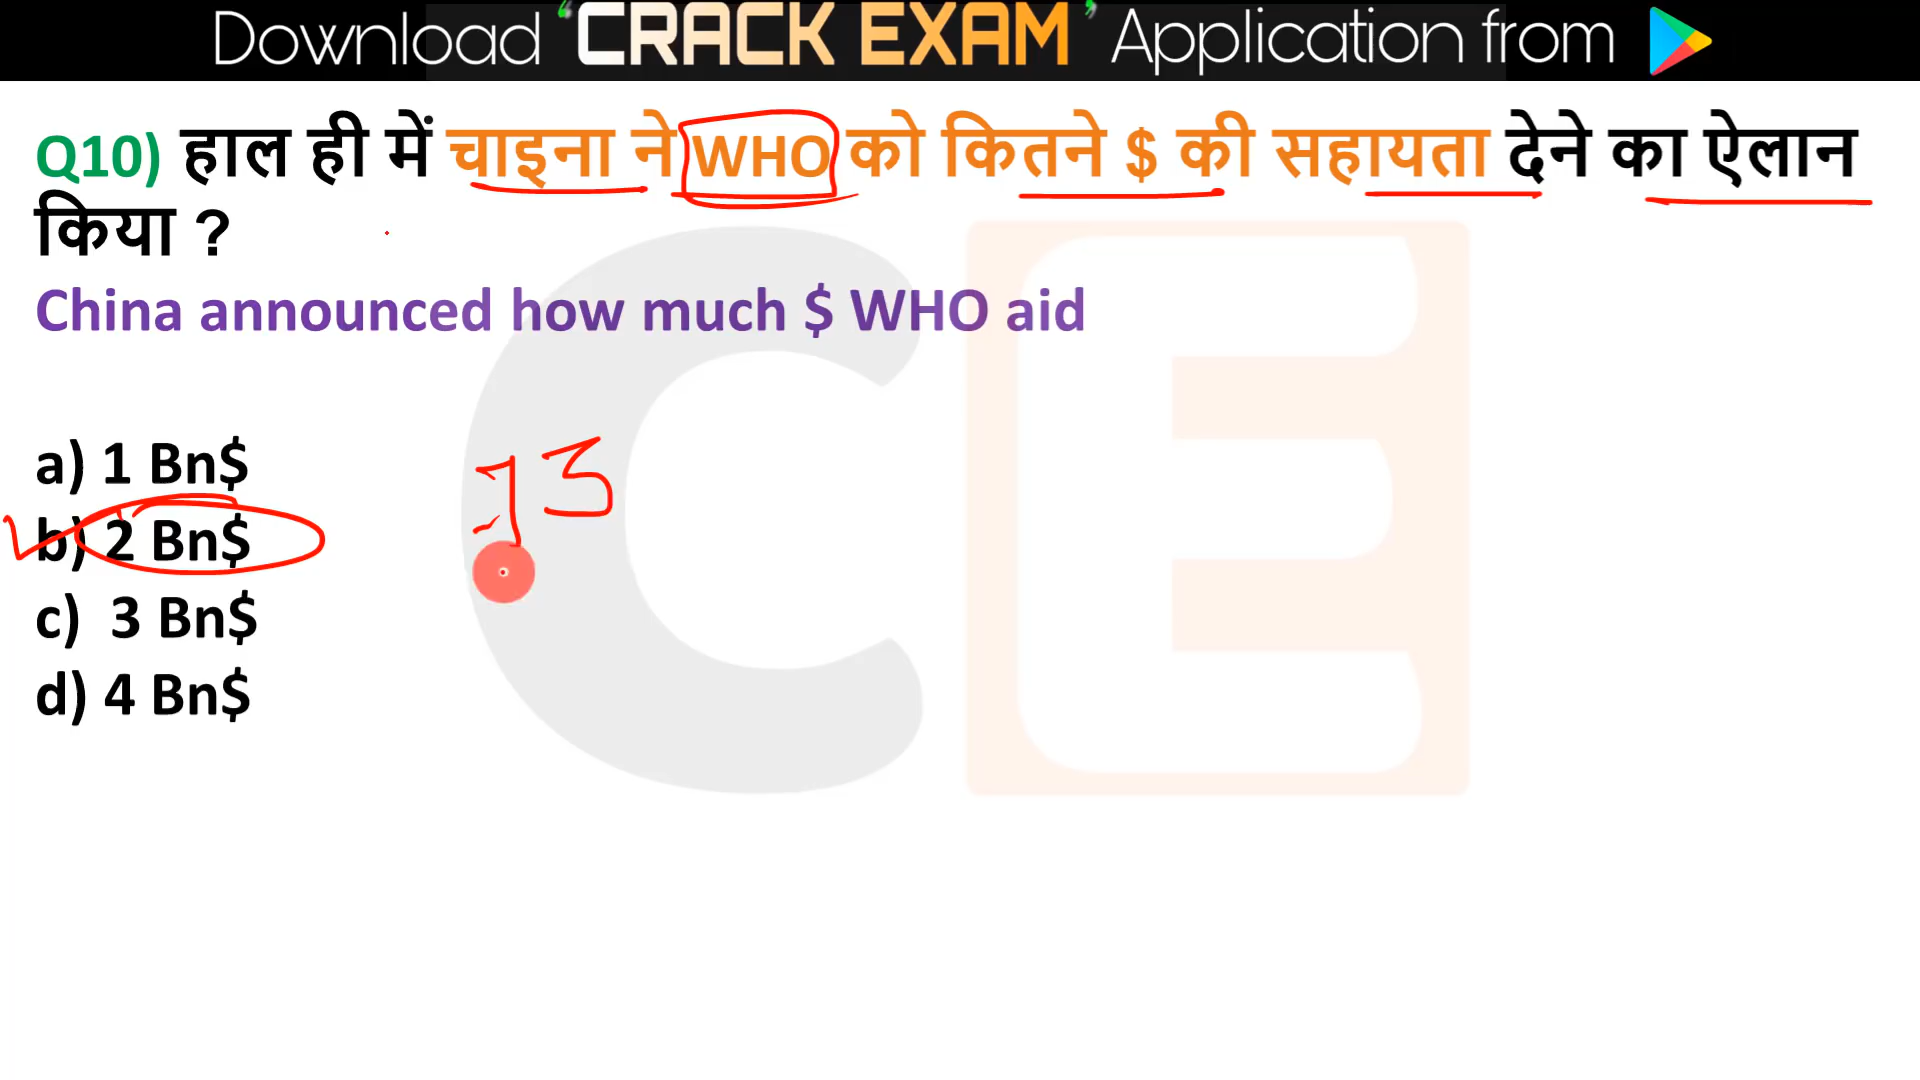 Download ‘CRACK EXAM’ Application from
Q10) हाल ही में चाइना ने WHO को कितने $ की सहायता देने का ऐलान
किया ?
China announced how much $ WHO aid
a) 1 Bn$
b) 2 Bn$
c) 3 Bn$
d) 4 Bn$
CE